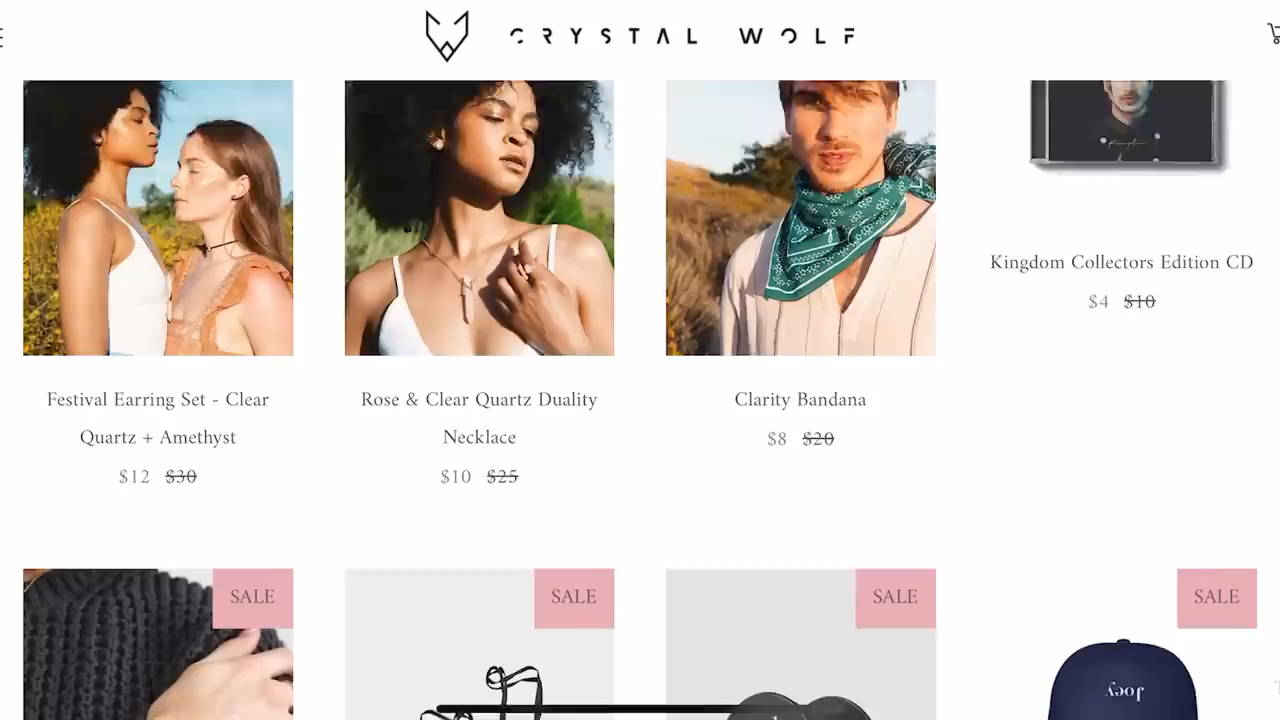 CRYSTAL WOLF
Kingdom Collectors Edition CD
$4 $10
Festival Earring Set - Clear
Quartz + Amethyst
$12 $30
Rose & Clear Quartz Duality
Necklace
$10 $25
Clarity Bandana
$8 $20
SALE
SALE
SALE
SALE
Joey